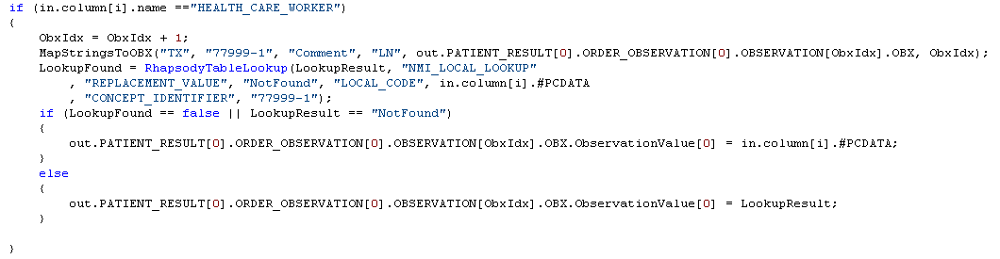 if (in.column[i].name =="HEALTH_CARE_WORKER")
{
    ObxIdx = ObxIdx + 1;
    MapStringsToOBX("TX", "77999-1", "Comment", "LN", out.PATIENT_RESULT[0].ORDER_OBSERVATION[0].OBSERVATION[ObxIdx].OBX, ObxIdx);
    LookupFound = RhapsodyTableLookup(LookupResult, "NMI_LOCAL_LOOKUP"
        , "REPLACEMENT_VALUE", "NotFound", "LOCAL_CODE", in.column[i].#PCDATA
        , "CONCEPT_IDENTIFIER", "77999-1");
    if (LookupFound == false || LookupResult == "NotFound")
    {
        out.PATIENT_RESULT[0].ORDER_OBSERVATION[0].OBSERVATION[ObxIdx].OBX.ObservationValue[0] = in.column[i].#PCDATA;
    }
    else
    {
        out.PATIENT_RESULT[0].ORDER_OBSERVATION[0].OBSERVATION[ObxIdx].OBX.ObservationValue[0] = LookupResult;
    }
}